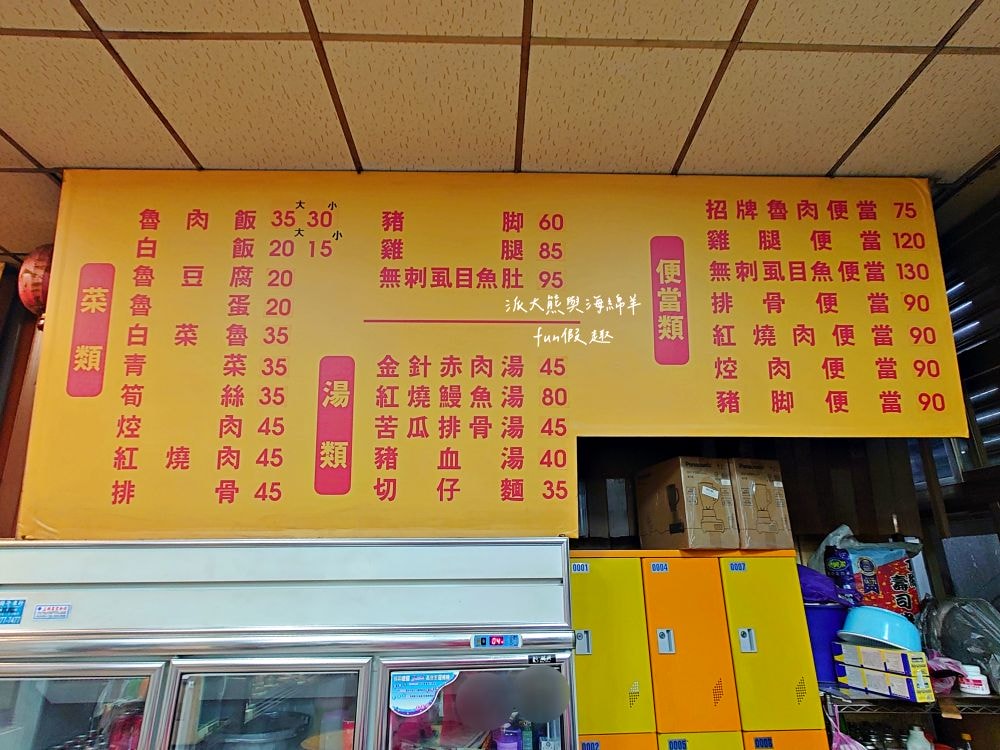 菜類
大 小
魯肉飯 35 30
大 小
白飯 20 15
魯豆腐 20
魯蛋 20
白菜魯 35
青菜 35
筍絲 35
焢肉 45
紅燒肉 45
排骨 45
豬腳 60
雞腿 85
無刺虱目魚肚 95
派大熊與海綿羊
fun假趣
湯類
金針赤肉湯 45
紅燒鰻魚湯 80
苦瓜排骨湯 45
豬血湯 40
切仔麵 35
便當類
招牌魯肉便當 75
雞腿便當 120
無刺虱目魚便當 130
排骨便當 90
紅燒肉便當 90
焢肉便當 90
豬腳便當 90
Panasonic
Panasonic
0001
0004
0007
0002
0005
0008
壽司